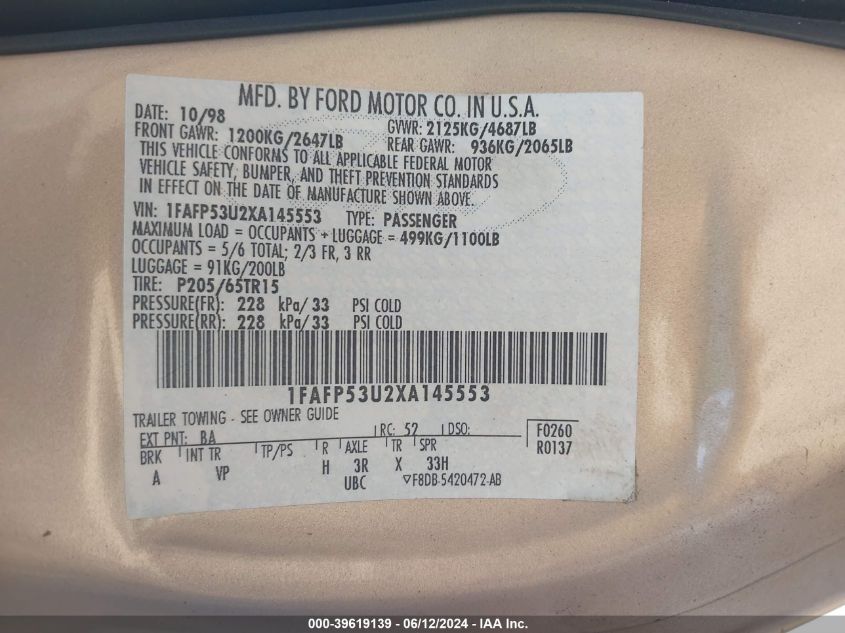 MFD. BY FORD MOTOR CO. IN U.S.A.
DATE: 10/98 GVWR: 2125KG/4687LB
FRONT GAWR: 1200KG/2647LB REAR GAWR: 936KG/2065LB
THIS VEHICLE CONFORMS TO ALL APPLICABLE FEDERAL MOTOR
VEHICLE SAFETY, BUMPER, AND THEFT PREVENTION STANDARDS
IN EFFECT ON THE DATE OF MANUFACTURE SHOWN ABOVE.
VIN: 1FAFP53U2XA145553 TYPE: PASSENGER
MAXIMUM LOAD = OCCUPANTS + LUGGAGE = 499KG/1100LB
OCCUPANTS = 5/6 TOTAL; 2/3 FR, 3 RR
LUGGAGE = 91KG/200LB
TIRE: P205/65TR15
PRESSURE(FR): 228 kPa/ 33 PSI COLD
PRESSURE(RR): 228 kPa/ 33 PSI COLD
1FAFP53U2XA145553
TRAILER TOWING - SEE OWNER GUIDE
EXT PNT: BA RC: 52 DSO: F0260
BRK INT TR TP/PS R AXLE TR SPR R0137
A VP H 3R X 33H
UBC ▽F8DB-5420472-AB
000-39619139 - 06/12/2024 - IAA Inc.